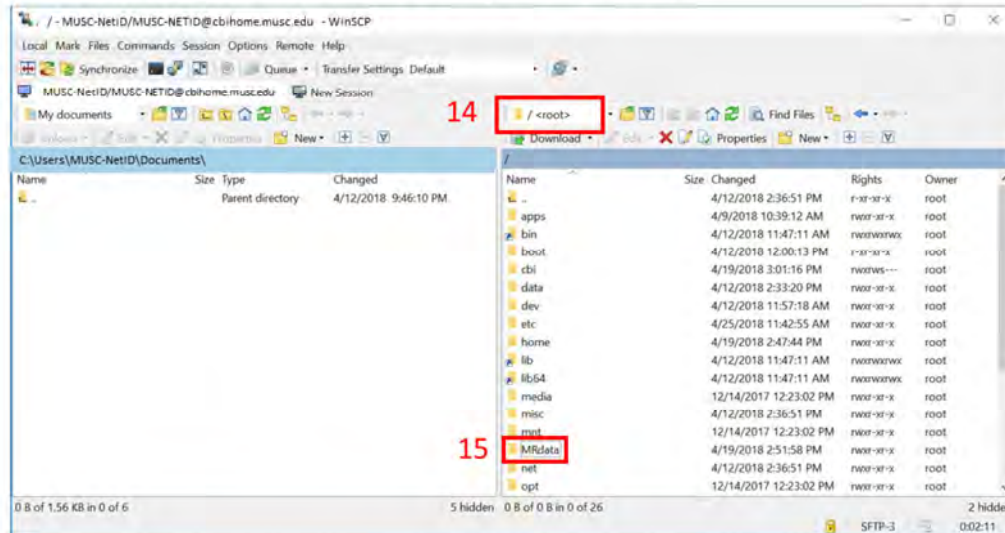 / - MUSC-NetID/MUSC-NETID@cbihome.musc.edu - WinSCP
Local Mark Files Commands Session Options Remote Help
Synchronize Queue Transfer Settings Default
MUSC-NetID/MUSC-NETID@cbihome.musc.edu New Session
My documents 14 / <root> Find Files
New Download Edit Properties New
C:\Users\MUSC-NetID\Documents\ /
Name Size Type Changed Name Size Changed Rights Owner
.. Parent directory 4/12/2018 9:46:10 PM .. 4/12/2018 2:36:51 PM r-xr-xr-x root
apps 4/9/2018 10:39:12 AM rwxr-xr-x root
bin 4/12/2018 11:47:11 AM rwxrwxrwx root
boot 4/12/2018 12:00:13 PM r-xr-xr-x root
cbi 4/19/2018 3:01:16 PM rwxrws--- root
data 4/12/2018 2:33:20 PM rwxr-xr-x root
dev 4/12/2018 11:57:18 AM rwxr-xr-x root
etc 4/25/2018 11:42:55 AM rwxr-xr-x root
home 4/19/2018 2:47:44 PM rwxr-xr-x root
lib 4/12/2018 11:47:11 AM rwxrwxrwx root
lib64 4/12/2018 11:47:11 AM rwxrwxrwx root
media 12/14/2017 12:23:02 PM rwxr-xr-x root
misc 4/12/2018 2:36:51 PM rwxr-xr-x root
mnt 12/14/2017 12:23:02 PM rwxr-xr-x root
15 MRdata 4/19/2018 2:51:58 PM rwxr-xr-x root
net 4/12/2018 2:36:51 PM rwxr-xr-x root
opt 12/14/2017 12:23:02 PM rwxr-xr-x root
0 B of 1.56 KB in 0 of 6 5 hidden 0 B of 0 B in 0 of 26 2 hidde
SFTP-3 0:02:11